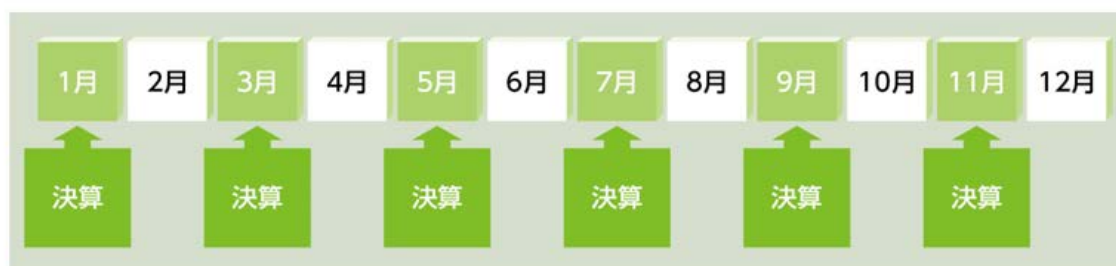 1月 2月 3月 4月 5月 6月 7月 8月 9月 10月 11月 12月
決算 決算 決算 決算 決算 決算